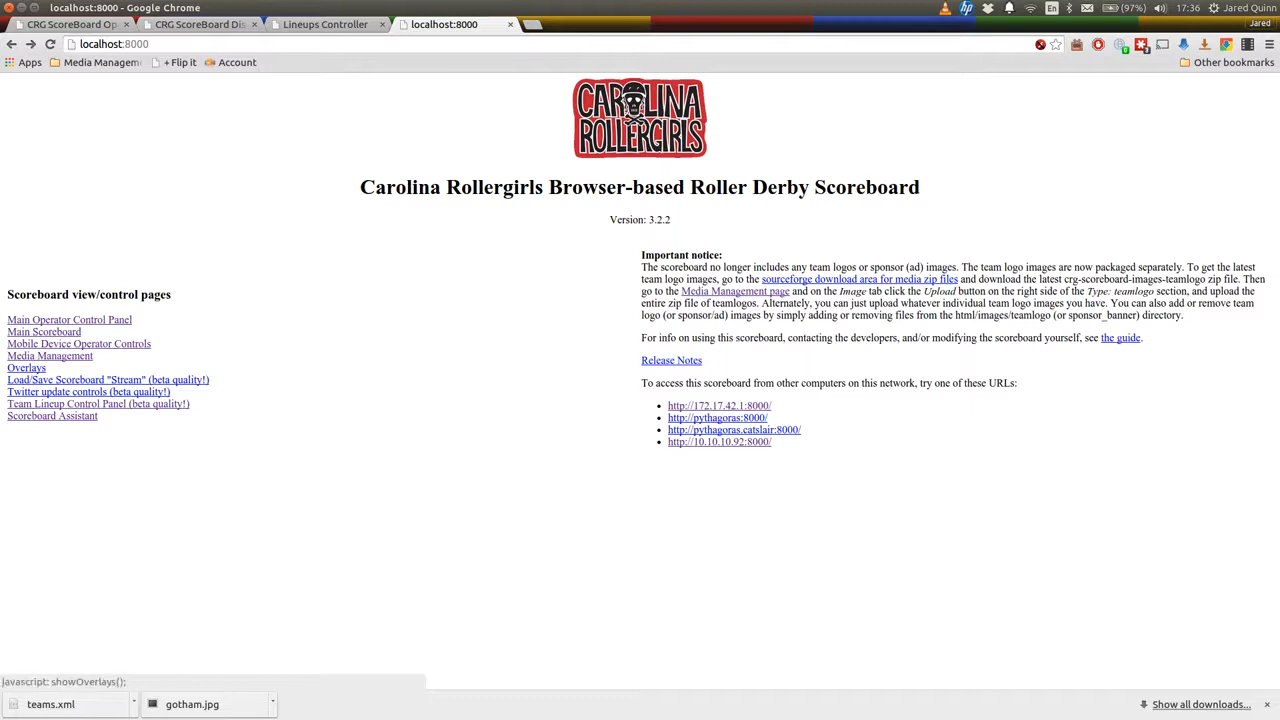 localhost:8000 - Google Chrome
En (97%) 17:36 Jared Quinn
CRG ScoreBoard Op × CRG ScoreBoard Dis × Lineups Controller × localhost:8000 × Jared
localhost:8000
Apps Media Managem + Flip it Account Other bookmarks
CAROLINA
ROLLERGIRLS
Carolina Rollergirls Browser-based Roller Derby Scoreboard
Version: 3.2.2
Scoreboard view/control pages
Main Operator Control Panel
Main Scoreboard
Mobile Device Operator Controls
Media Management
Overlays
Load/Save Scoreboard "Stream" (beta quality!)
Twitter update controls (beta quality!)
Team Lineup Control Panel (beta quality!)
Scoreboard Assistant
Important notice:
The scoreboard no longer includes any team logos or sponsor (ad) images. The team logo images are now packaged separately. To get the latest
team logo images, go to the sourceforge download area for media zip files and download the latest crg-scoreboard-images-teamlogo zip file. Then
go to the Media Management page and on the Image tab click the Upload button on the right side of the Type: teamlogo section, and upload the
entire zip file of teamlogos. Alternately, you can just upload whatever individual team logo images you have. You can also add or remove team
logo (or sponsor/ad) images by simply adding or removing files from the html/images/teamlogo (or sponsor_banner) directory.
For info on using this scoreboard, contacting the developers, and/or modifying the scoreboard yourself, see the guide.
Release Notes
To access this scoreboard from other computers on this network, try one of these URLs:
• http://172.17.42.1:8000/
• http://pythagoras:8000/
• http://pythagoras.catslair:8000/
• http://10.10.10.92:8000/
javascript: showOverlays();
teams.xml gotham.jpg Show all downloads... ×